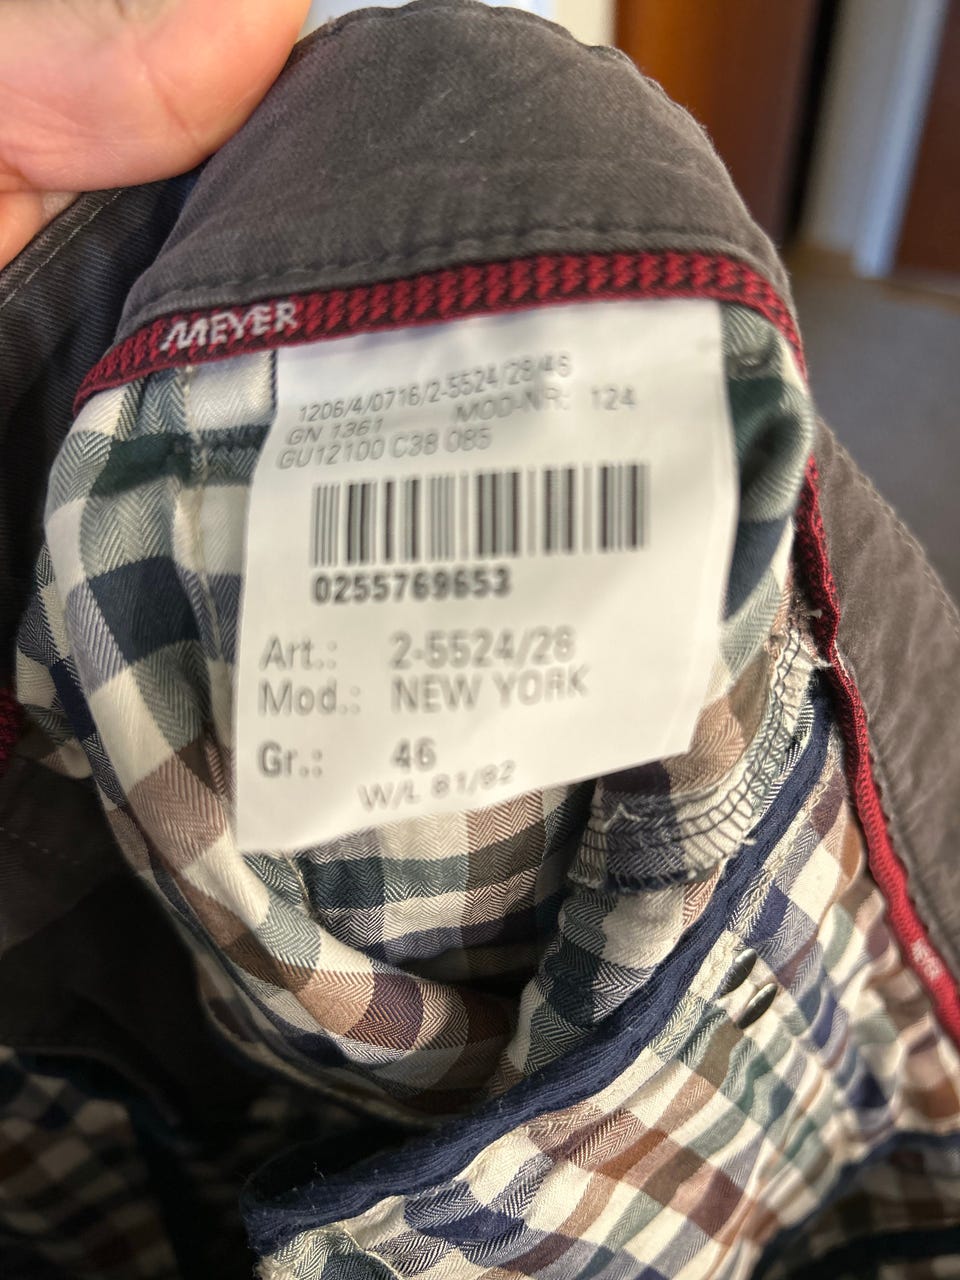 MEYER
1206/4/0716/2-5524/28/46
GN 1361 MOD-NR: 124
GU12100 C38 085
0255769653
Art.: 2-5524/28
Mod.: NEW YORK
Gr.: 46
W/L 81/82
MEYER